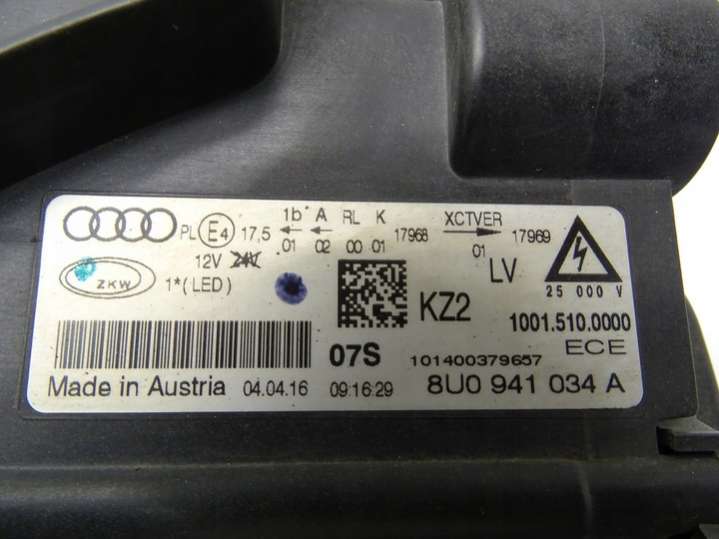 PL E4 17,5 1b A RL K XCTVER
01 02 00 01 17968 01 17969
12V 24V
ZKW 1*(LED) LV
25 000 V
KZ2 1001.510.0000
07S 101400379657 ECE
Made in Austria 04.04.16 09:16:29 8U0 941 034 A